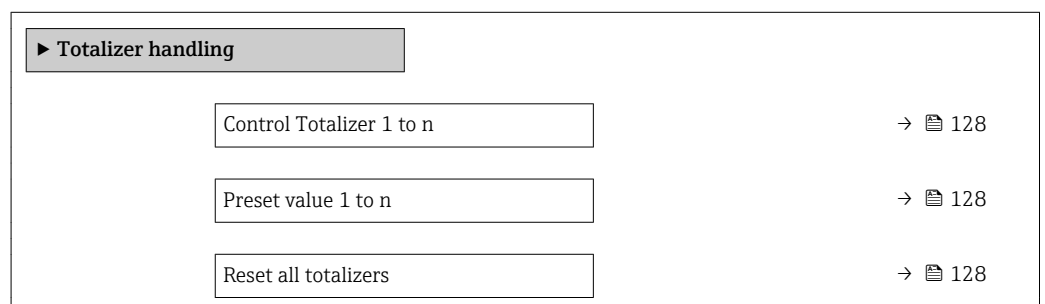 ▶ Totalizer handling
Control Totalizer 1 to n → 128
Preset value 1 to n → 128
Reset all totalizers → 128